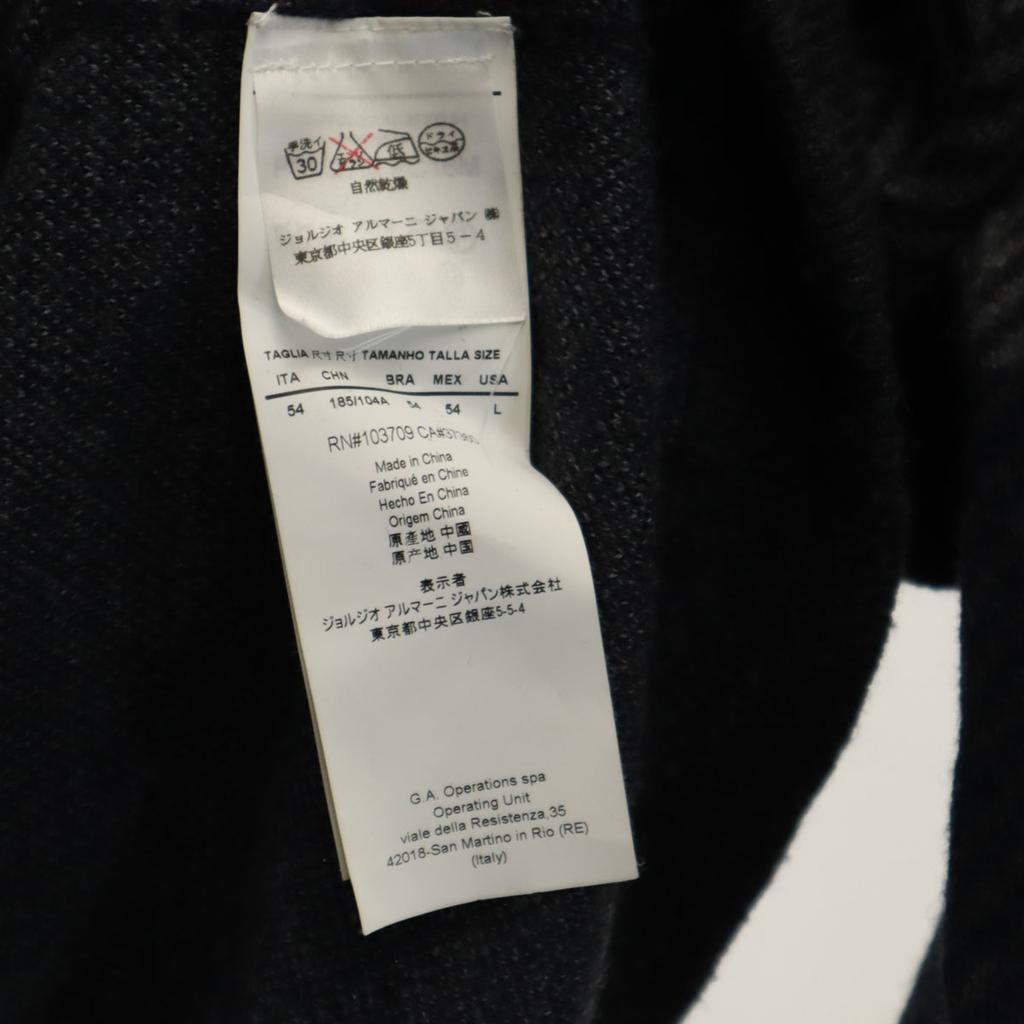 手洗イ
30
低
ドライ
自然乾燥
ジョルジオ アルマーニ ジャパン ㈱
東京都中央区銀座5丁目5-4
TAGLIA 尺寸 尺寸 TAMANHO TALLA SIZE
ITA CHN BRA MEX USA
54 185/104A 54 54 L
RN#103709
Made in China
Fabriqué en Chine
Hecho En China
Origem China
原產地 中國
原产地 中国
表示者
ジョルジオ アルマーニ ジャパン株式会社
東京都中央区銀座5-5-4
G.A. Operations spa
Operating Unit
viale della Resistenza,35
42018-San Martino in Rio (RE)
(Italy)